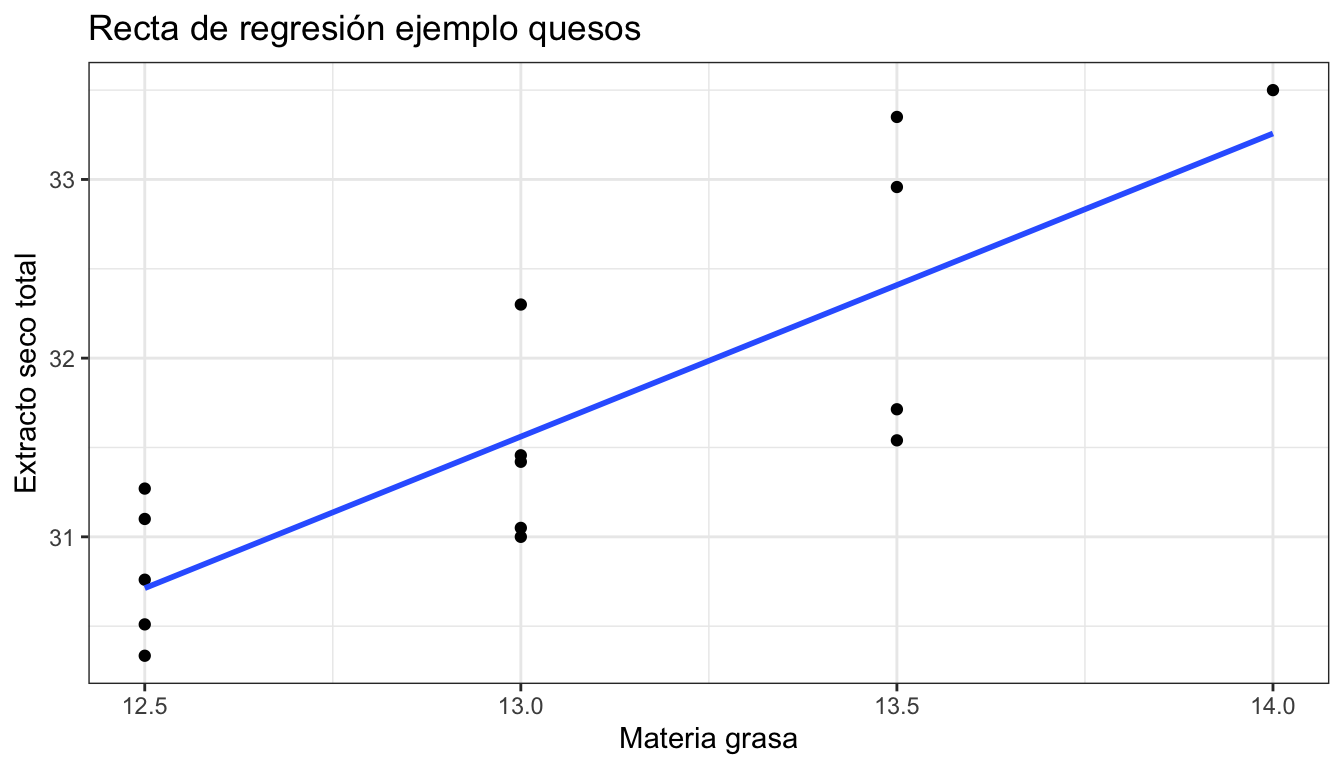 Recta de regresión ejemplo quesos
33
32
31
Extracto seco total
12.5 13.0 13.5 14.0
Materia grasa